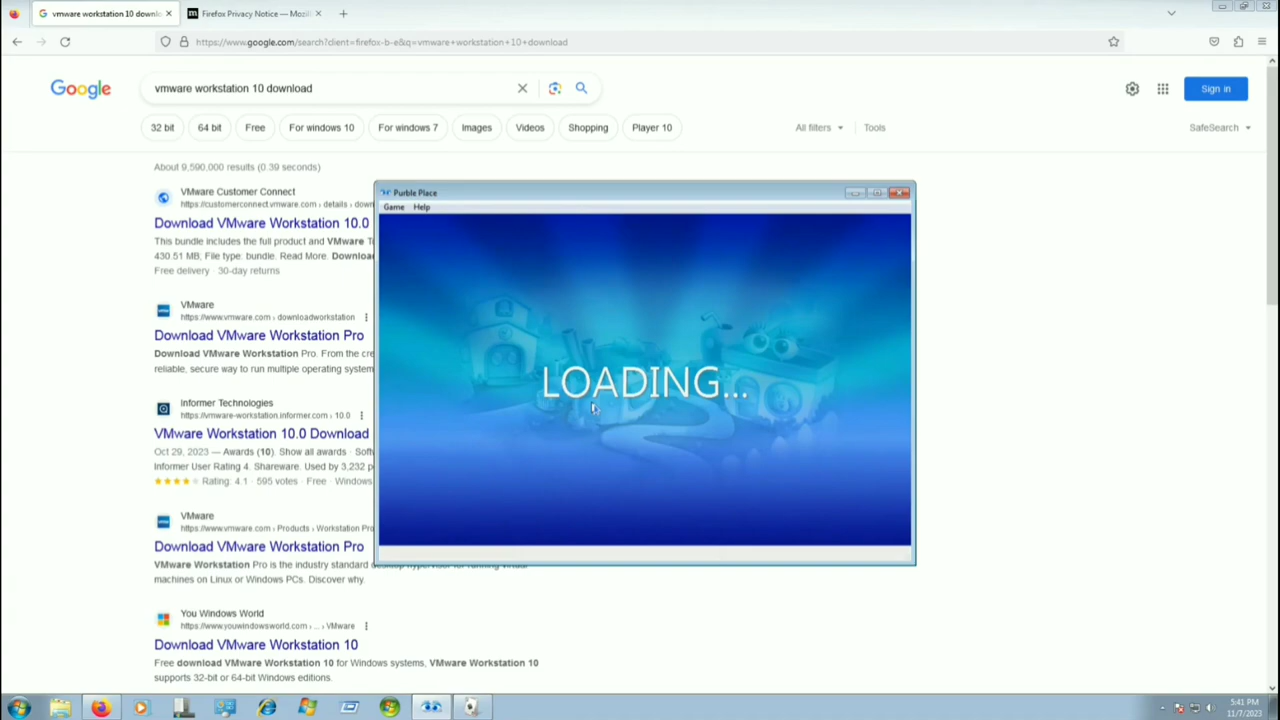 vmware workstation 10 downl
Firefox Privacy Notice — Mozil
https://www.google.com/search?client=firefox-b-e&q=vmware+workstation+10+download
Google
vmware workstation 10 download
Sign in
32 bit
64 bit
Free
For windows 10
For windows 7
Images
Videos
Shopping
Player 10
All filters
Tools
SafeSearch
About 9,590,000 results (0.39 seconds)
VMware Customer Connect
https://customerconnect.vmware.com › details › down
Download VMware Workstation 10.0
This bundle includes the full product and VMware T
430.51 MB, File type: bundle. Read More. Downloa
Free delivery · 30-day returns
VMware
https://www.vmware.com › downloadworkstation
Download VMware Workstation Pro
Download VMware Workstation Pro. From the cre
reliable, secure way to run multiple operating system
Informer Technologies
https://vmware-workstation.informer.com › 10.0
VMware Workstation 10.0 Download
Oct 29, 2023 — Awards (10). Show all awards · Soft
Informer User Rating 4. Shareware. Used by 3,232 p
Rating: 4.1 · 595 votes · Free · Windows
VMware
https://www.vmware.com › Products › Workstation Pro
Download VMware Workstation Pro
VMware Workstation Pro is the industry standard desktop hypervisor for running virtual
machines on Linux or Windows PCs. Discover why.
You Windows World
https://www.youwindowsworld.com › ... › VMware
Download VMware Workstation 10
Free download VMware Workstation 10 for Windows systems, VMware Workstation 10
supports 32-bit or 64-bit Windows editions.
Purble Place
Game Help
LOADING...
5:41 PM
11/7/2023